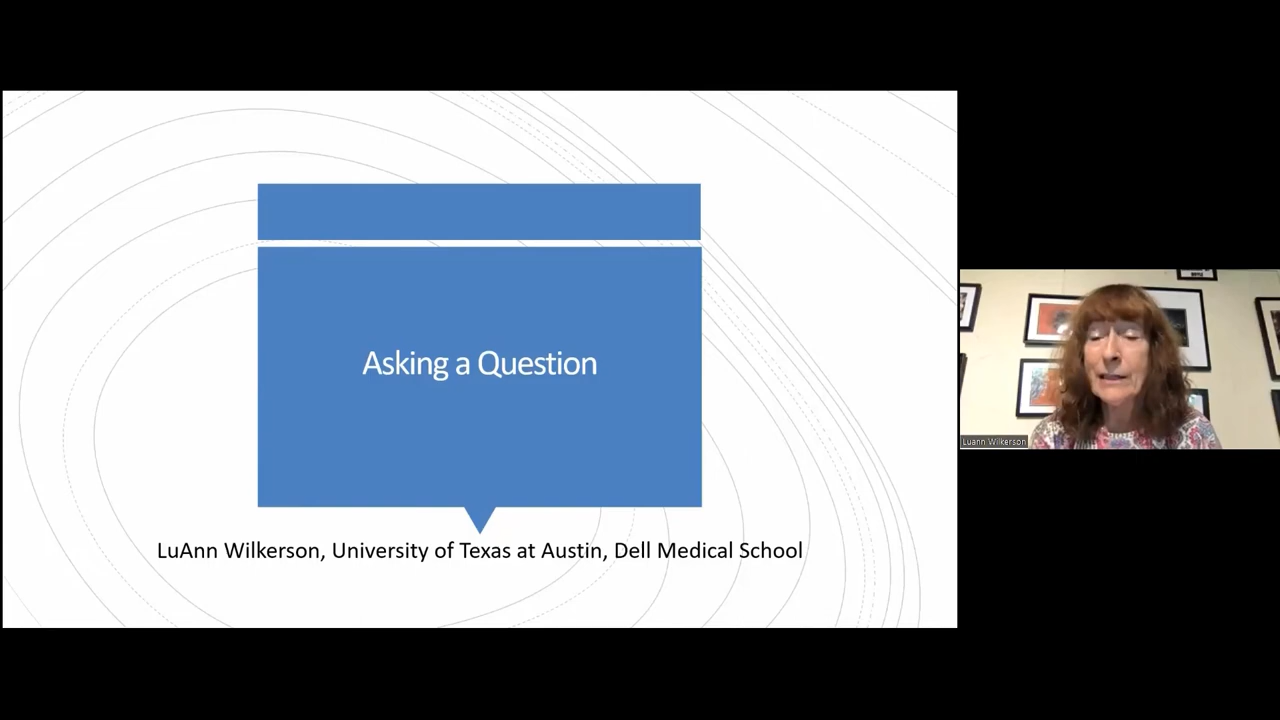 Asking a Question
LuAnn Wilkerson, University of Texas at Austin, Dell Medical School
Luann Wilkerson